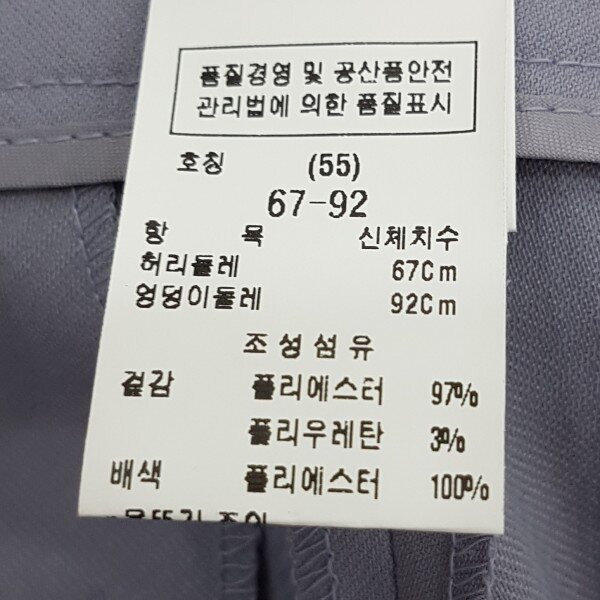 품질경영 및 공산품안전
관리법에 의한 품질표시
호칭 (55)
67-92
항 목 신체치수
허리둘레 67Cm
엉덩이둘레 92Cm
조성섬유
겉감 폴리에스터 97%
폴리우레탄 3%
배색 폴리에스터 100%